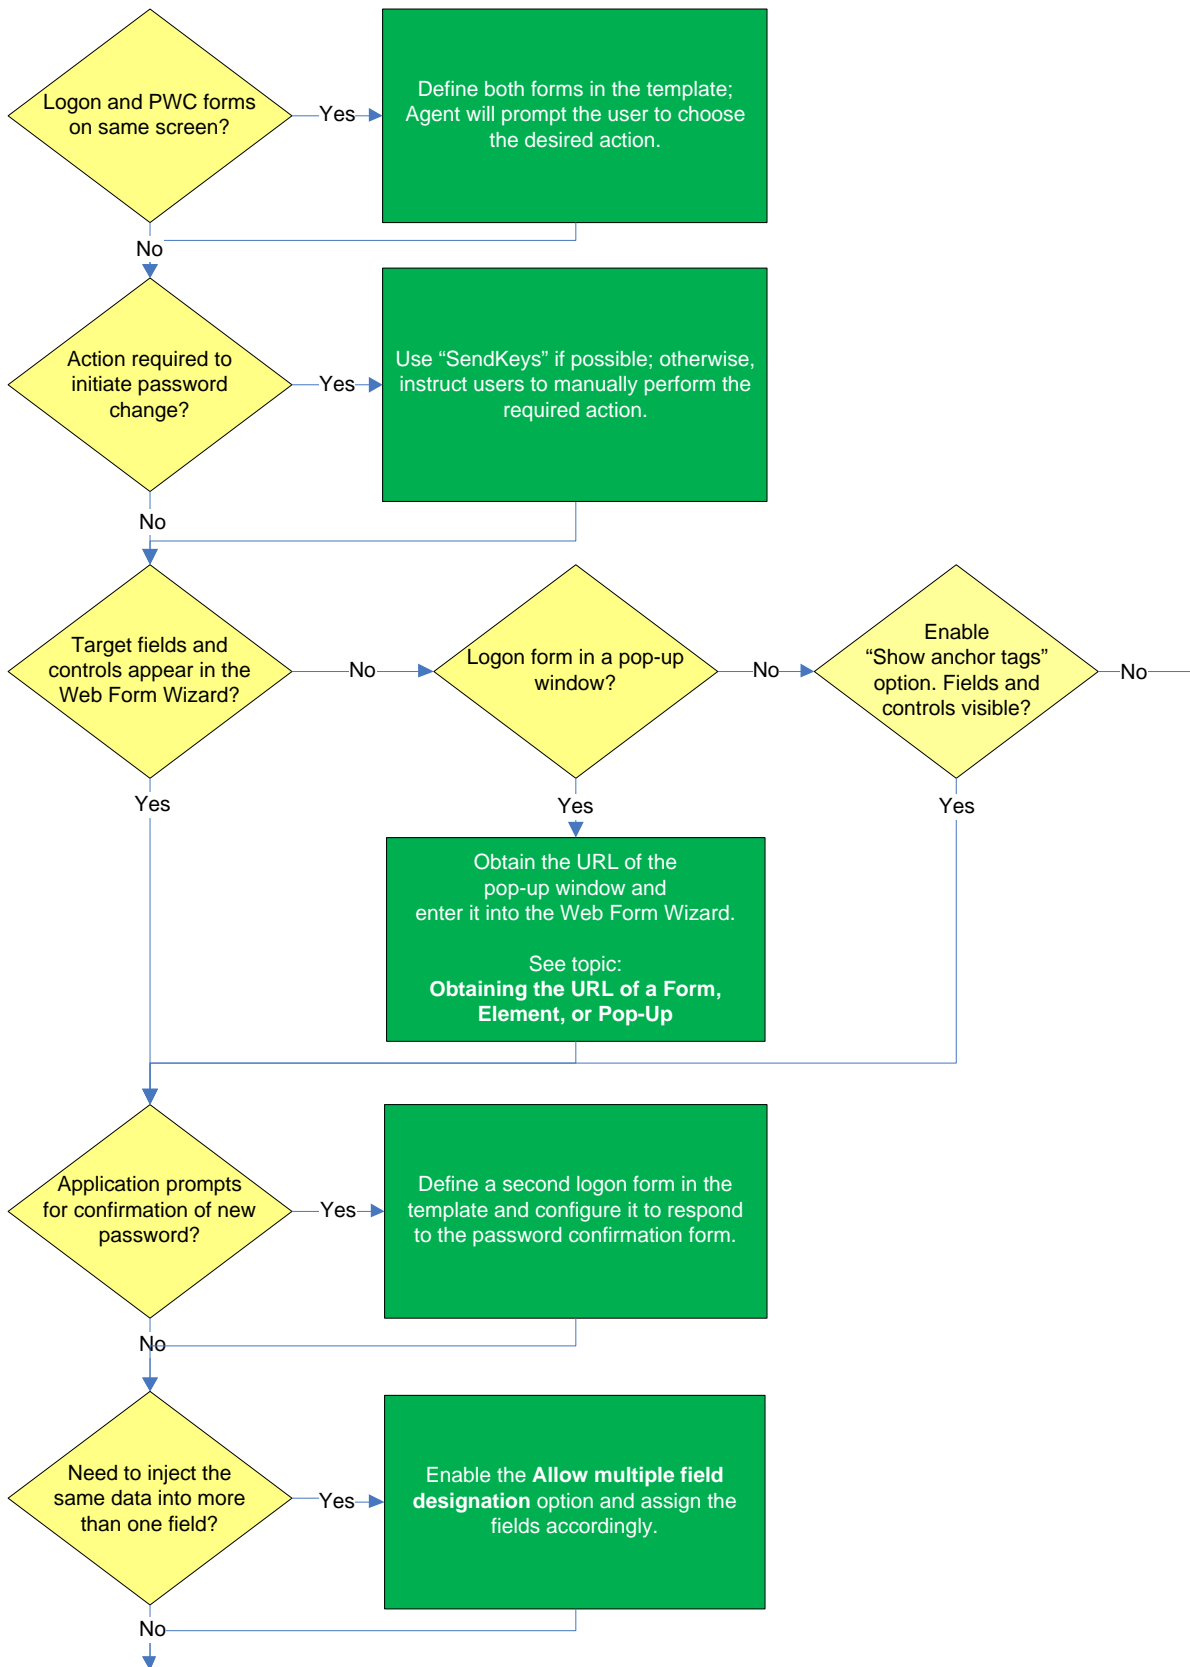 Logon and PWC forms
on same screen?
Yes
Define both forms in the template;
Agent will prompt the user to choose
the desired action.
No
Action required to
initiate password
change?
Yes
Use “SendKeys” if possible; otherwise,
instruct users to manually perform the
required action.
No
Target fields and
controls appear in the
Web Form Wizard?
No
Logon form in a pop-up
window?
No
Enable
“Show anchor tags”
option. Fields and
controls visible?
No
Yes
Yes
Yes
Obtain the URL of the
pop-up window and
enter it into the Web Form Wizard.
See topic:
Obtaining the URL of a Form,
Element, or Pop-Up
Application prompts
for confirmation of new
password?
Yes
Define a second logon form in the
template and configure it to respond
to the password confirmation form.
No
Need to inject the
same data into more
than one field?
Yes
Enable the Allow multiple field
designation option and assign the
fields accordingly.
No